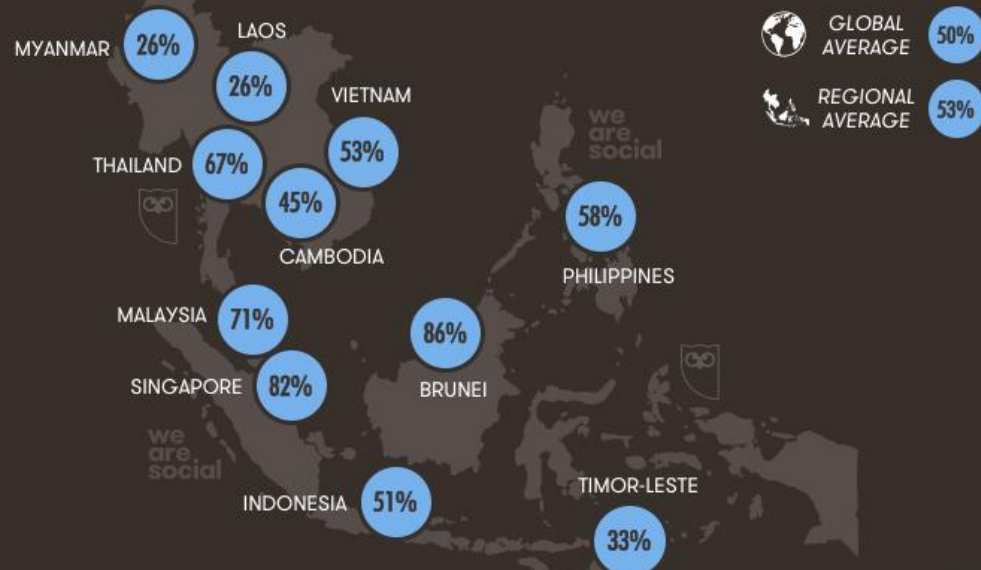 MYANMAR
26%
LAOS
26%
VIETNAM
53%
THAILAND
67%
45%
CAMBODIA
GLOBAL
AVERAGE
50%
REGIONAL
AVERAGE
53%
we
are
social
58%
PHILIPPINES
MALAYSIA
71%
SINGAPORE
82%
86%
BRUNEI
we
are
social
INDONESIA
51%
TIMOR-LESTE
33%